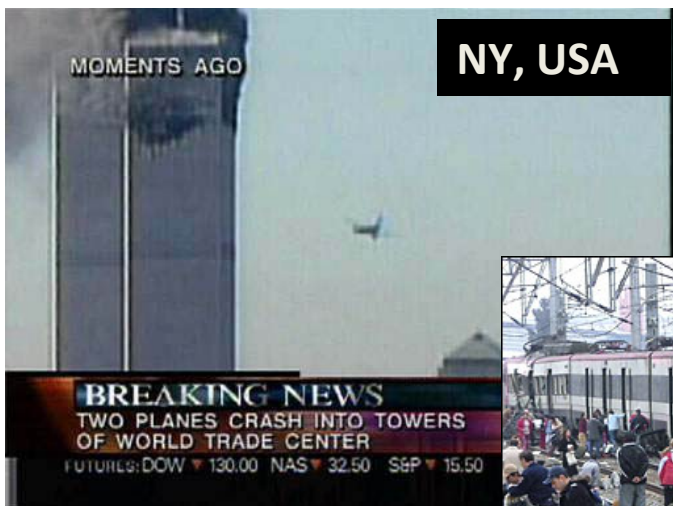 NY, USA
MOMENTS AGO
BREAKING NEWS
TWO PLANES CRASH INTO TOWERS
OF WORLD TRADE CENTER
FUTURES: DOW ▼ 130.00 NAS ▼ 32.50 S&P ▼ 15.50